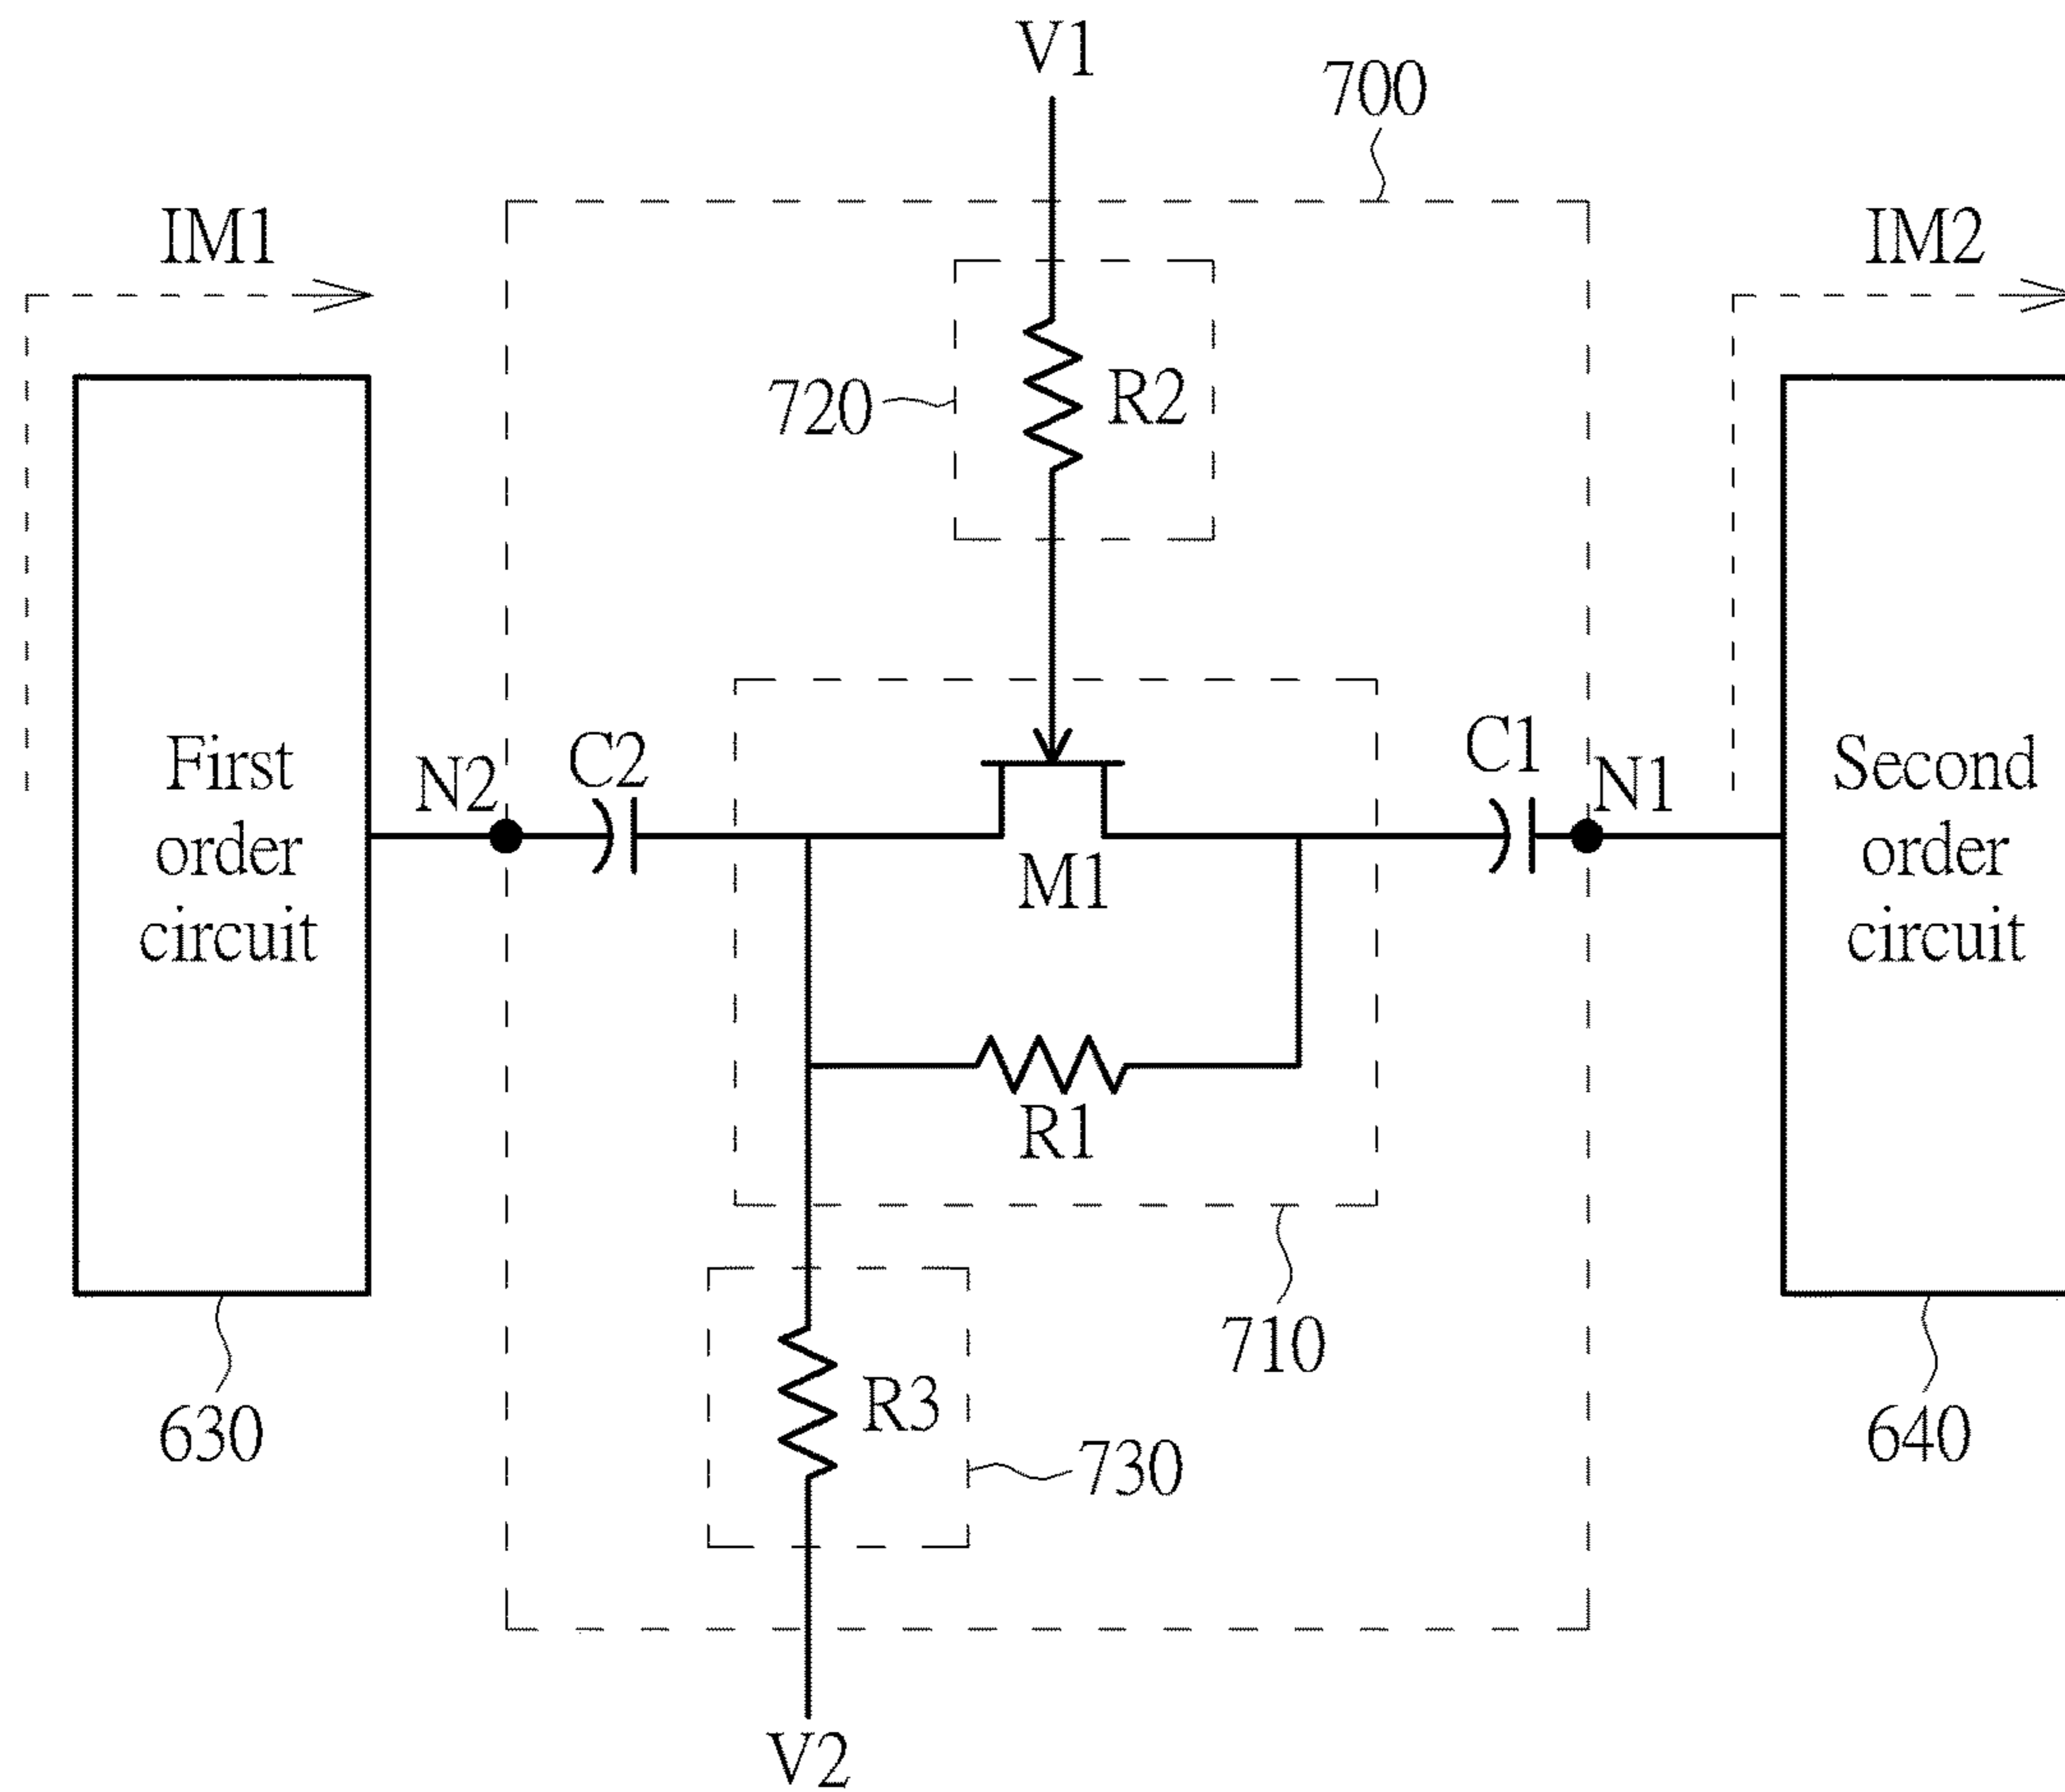 V1
700
IM1
IM2
720
R2
N2
C2
M1
C1
N1
First
order
circuit
Second
order
circuit
R1
710
R3
730
630
640
V2